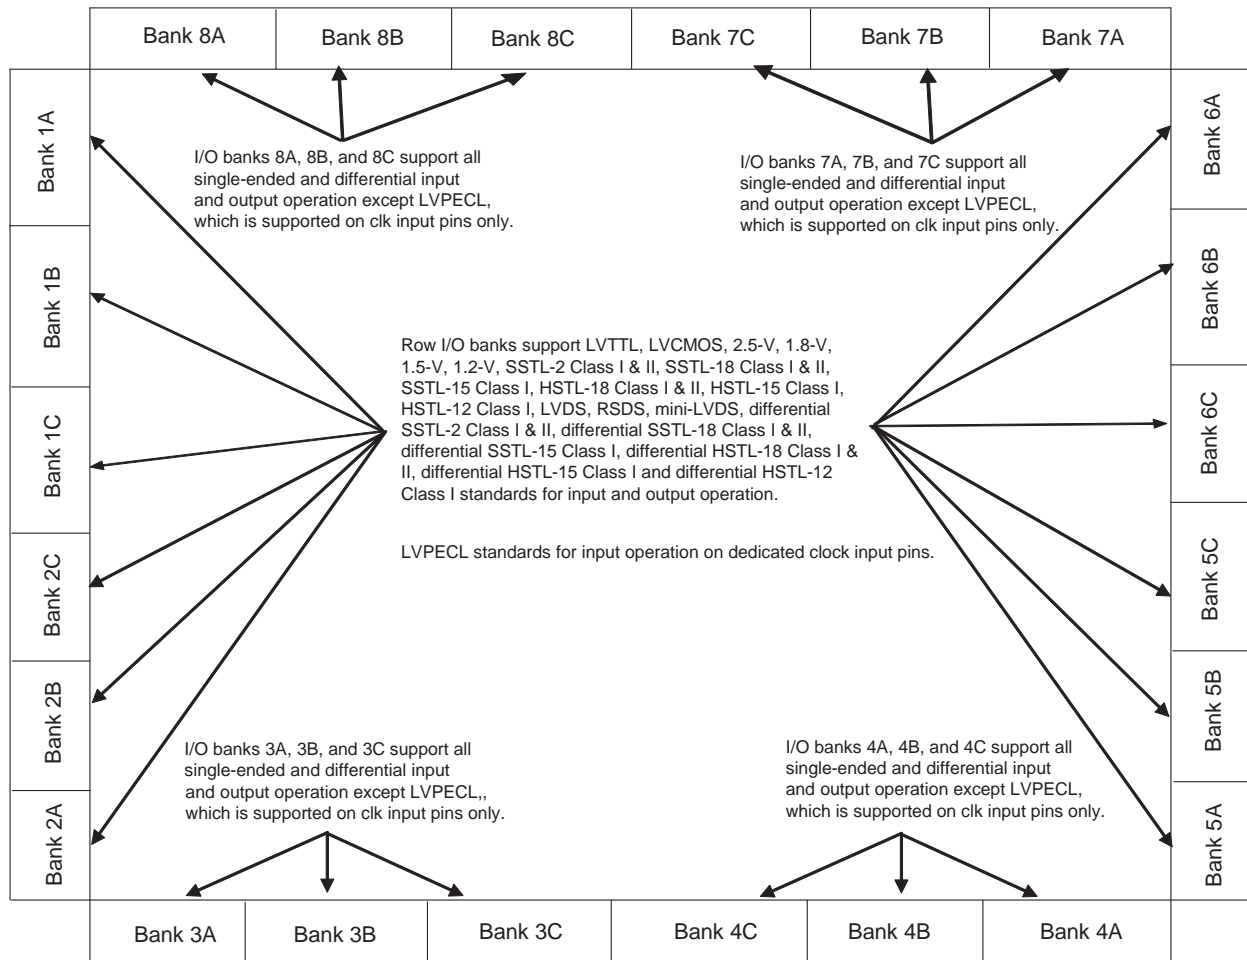 Bank 8A
Bank 8B
Bank 8C
Bank 7C
Bank 7B
Bank 7A
Bank 1A
Bank 1B
Bank 1C
Bank 2C
Bank 2B
Bank 2A
I/O banks 8A, 8B, and 8C support all
single-ended and differential input
and output operation except LVPECL,
which is supported on clk input pins only.
I/O banks 7A, 7B, and 7C support all
single-ended and differential input
and output operation except LVPECL,
which is supported on clk input pins only.
Row I/O banks support LVTTL, LVCMOS, 2.5-V, 1.8-V,
1.5-V, 1.2-V, SSTL-2 Class I & II, SSTL-18 Class I & II,
SSTL-15 Class I, HSTL-18 Class I & II, HSTL-15 Class I,
HSTL-12 Class I, LVDS, RSDS, mini-LVDS, differential
SSTL-2 Class I & II, differential SSTL-18 Class I & II,
differential SSTL-15 Class I, differential HSTL-18 Class I &
II, differential HSTL-15 Class I and differential HSTL-12
Class I standards for input and output operation.
LVPECL standards for input operation on dedicated clock input pins.
I/O banks 3A, 3B, and 3C support all
single-ended and differential input
and output operation except LVPECL,,
which is supported on clk input pins only.
I/O banks 4A, 4B, and 4C support all
single-ended and differential input
and output operation except LVPECL,
which is supported on clk input pins only.
Bank 6A
Bank 6B
Bank 6C
Bank 5C
Bank 5B
Bank 5A
Bank 3A
Bank 3B
Bank 3C
Bank 4C
Bank 4B
Bank 4A